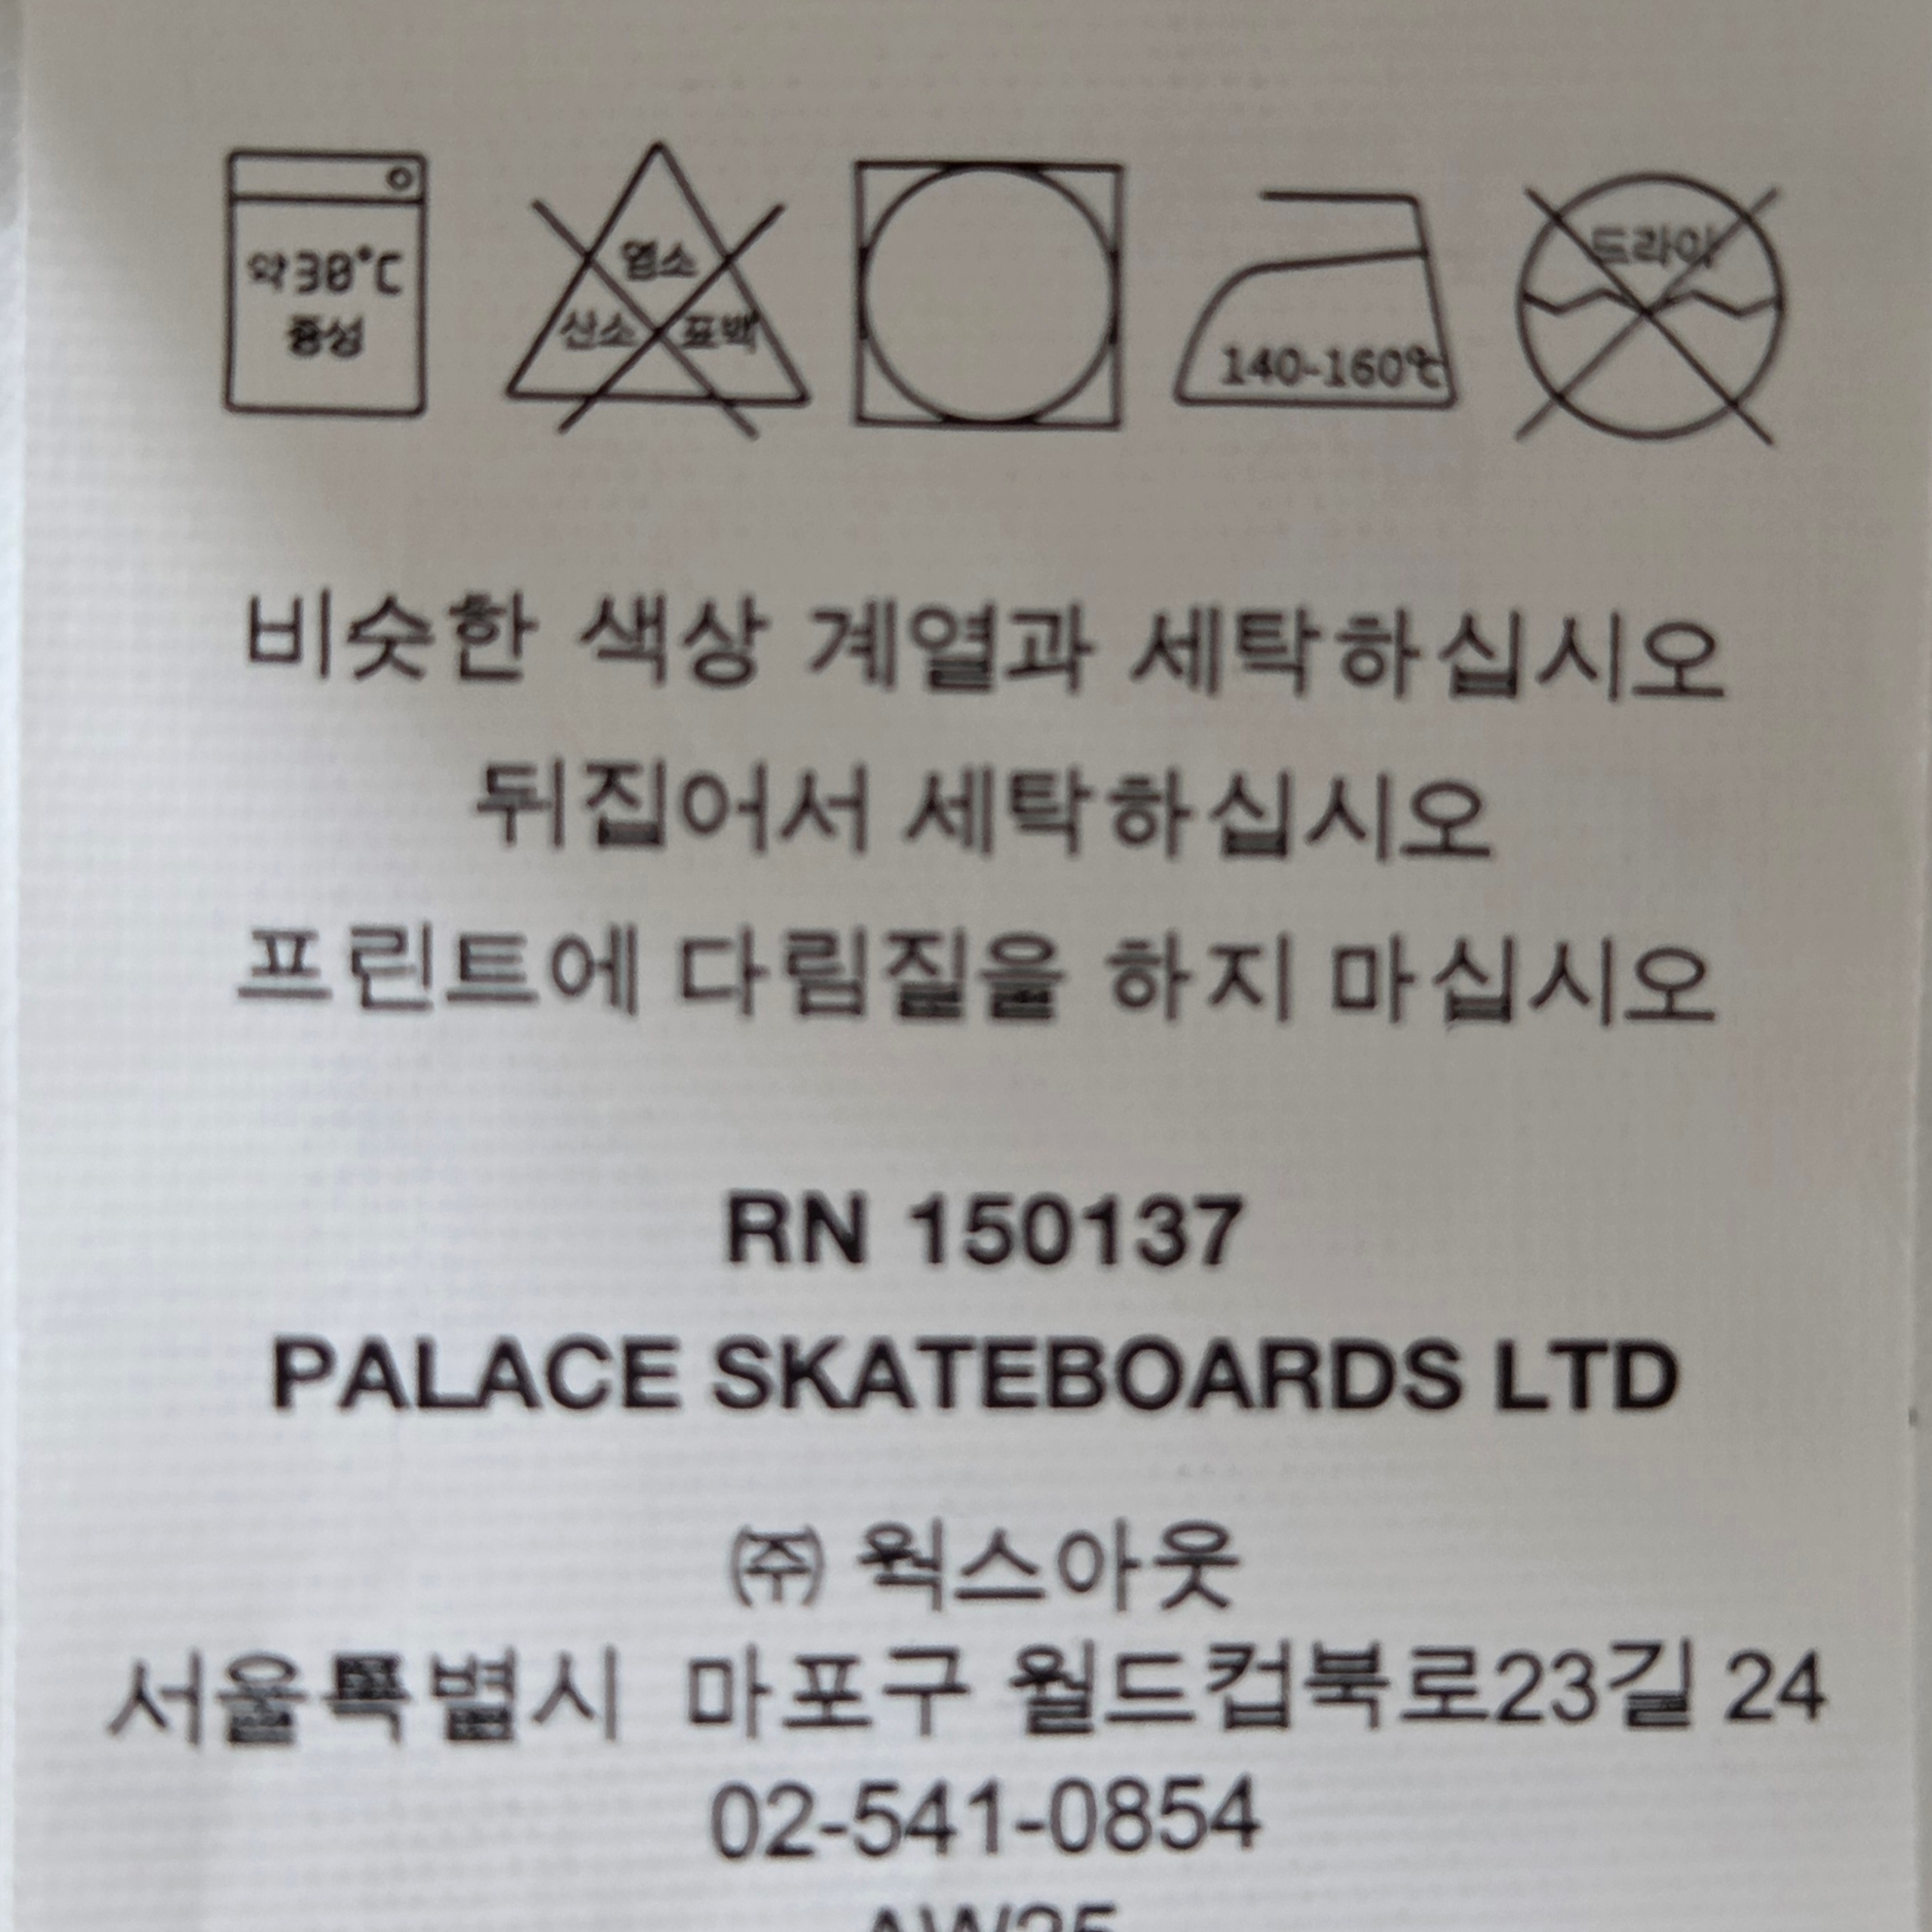 약30°C
중성
염소
산소 표백
140-160℃
드라이
비슷한 색상 계열과 세탁하십시오
뒤집어서 세탁하십시오
프린트에 다림질을 하지 마십시오
RN 150137
PALACE SKATEBOARDS LTD
㈜ 웍스아웃
서울특별시 마포구 월드컵북로23길 24
02-541-0854
AW25